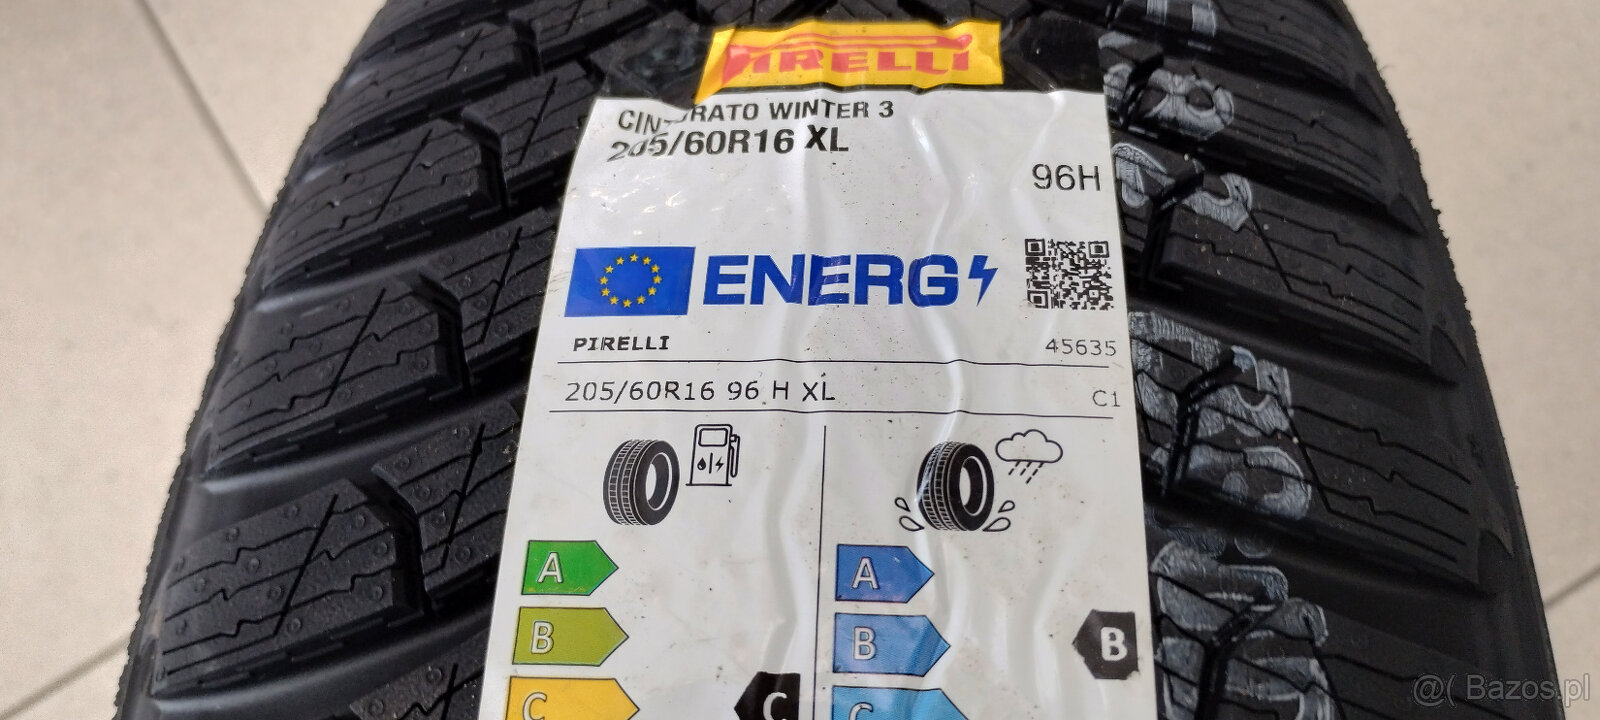 PIRELLI
CINTURATO WINTER 3
205/60R16 XL
96H
ENERG
PIRELLI
45635
205/60R16 96 H XL
C1
A
A
B
B
B
C
C
C
@( Bazos.pl